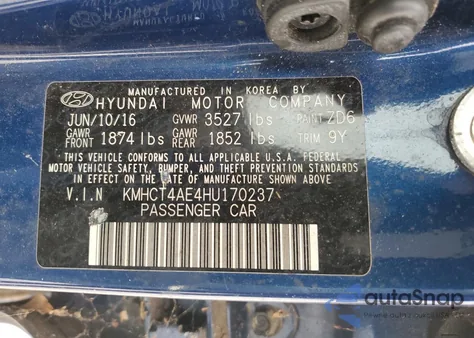 MANUFACTURED IN KOREA BY
HYUNDAI MOTOR COMPANY
JUN/10/16 GVWR 3527 lbs PAINT ZD6
GAWR FRONT 1874 lbs GAWR REAR 1852 lbs TRIM 9Y
THIS VEHICLE CONFORMS TO ALL APPLICABLE U.S.A. FEDERAL
MOTOR VEHICLE SAFETY, BUMPER, AND THEFT PREVENTION STANDARDS
IN EFFECT ON THE DATE OF MANUFACTURE SHOWN ABOVE.
V.I.N KMHCT4AE4HU170237
PASSENGER CAR
autoSnap